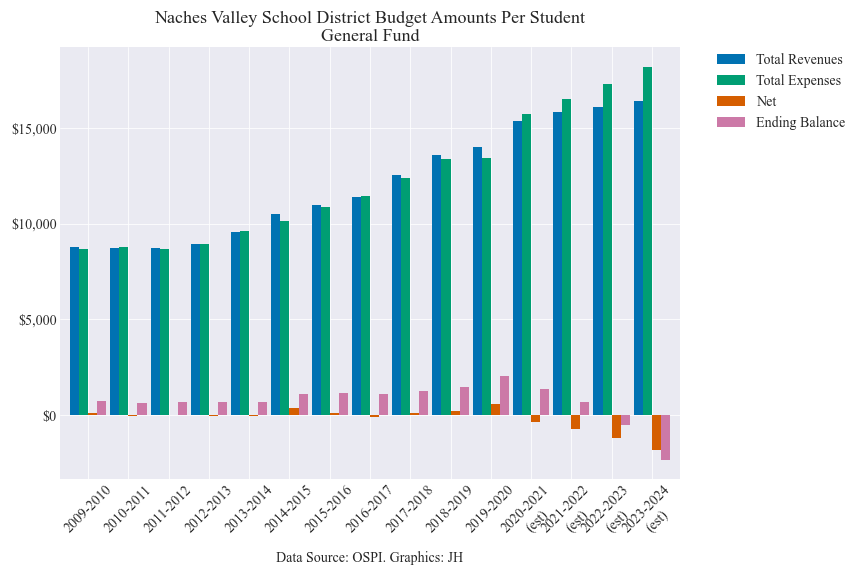 Naches Valley School District Budget Amounts Per Student
General Fund
Total Revenues
Total Expenses
Net
Ending Balance
$15,000
$10,000
$5,000
$0
2009-2010
2010-2011
2011-2012
2012-2013
2013-2014
2014-2015
2015-2016
2016-2017
2017-2018
2018-2019
2019-2020
2020-2021
(est)
2021-2022
(est)
2022-2023
(est)
2023-2024
(est)
Data Source: OSPI. Graphics: JH